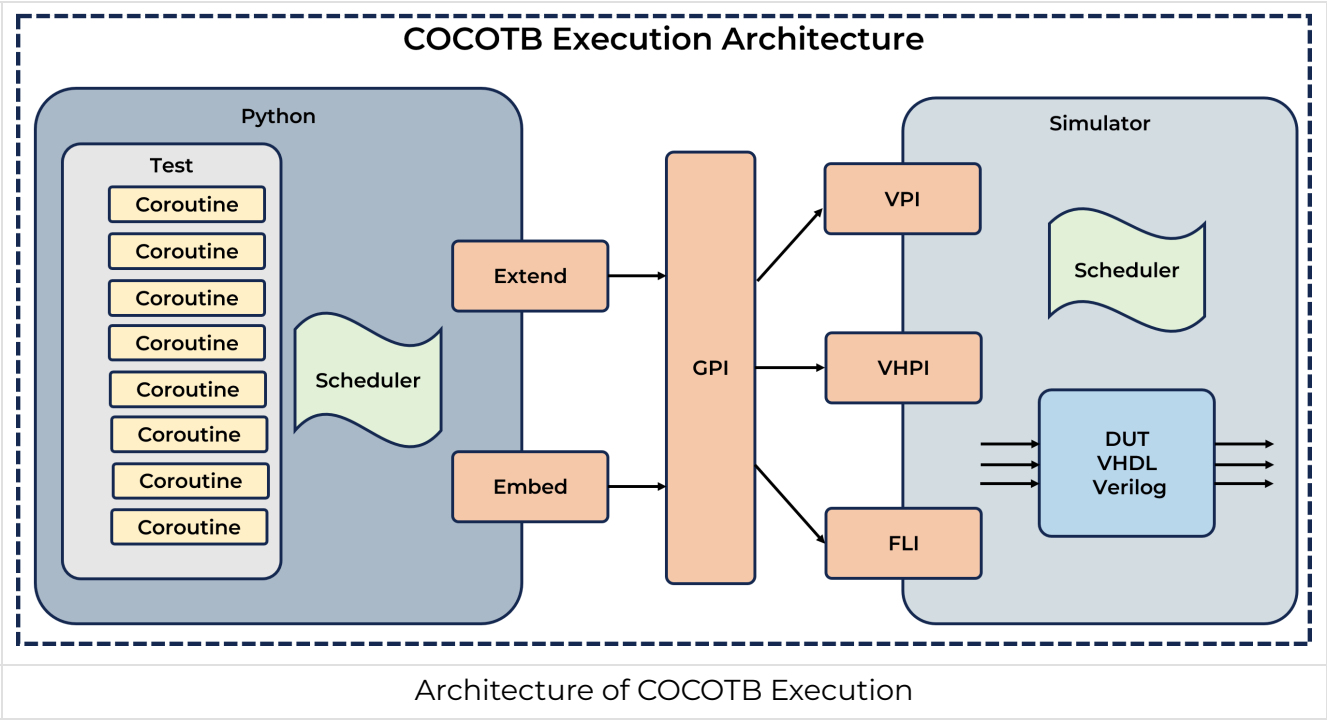 COCOTB Execution Architecture
Python
Test
Coroutine
Coroutine
Coroutine
Coroutine
Coroutine
Coroutine
Coroutine
Coroutine
Scheduler
Extend
Embed
GPI
VPI
VHPI
FLI
Simulator
Scheduler
DUT
VHDL
Verilog
Architecture of COCOTB Execution